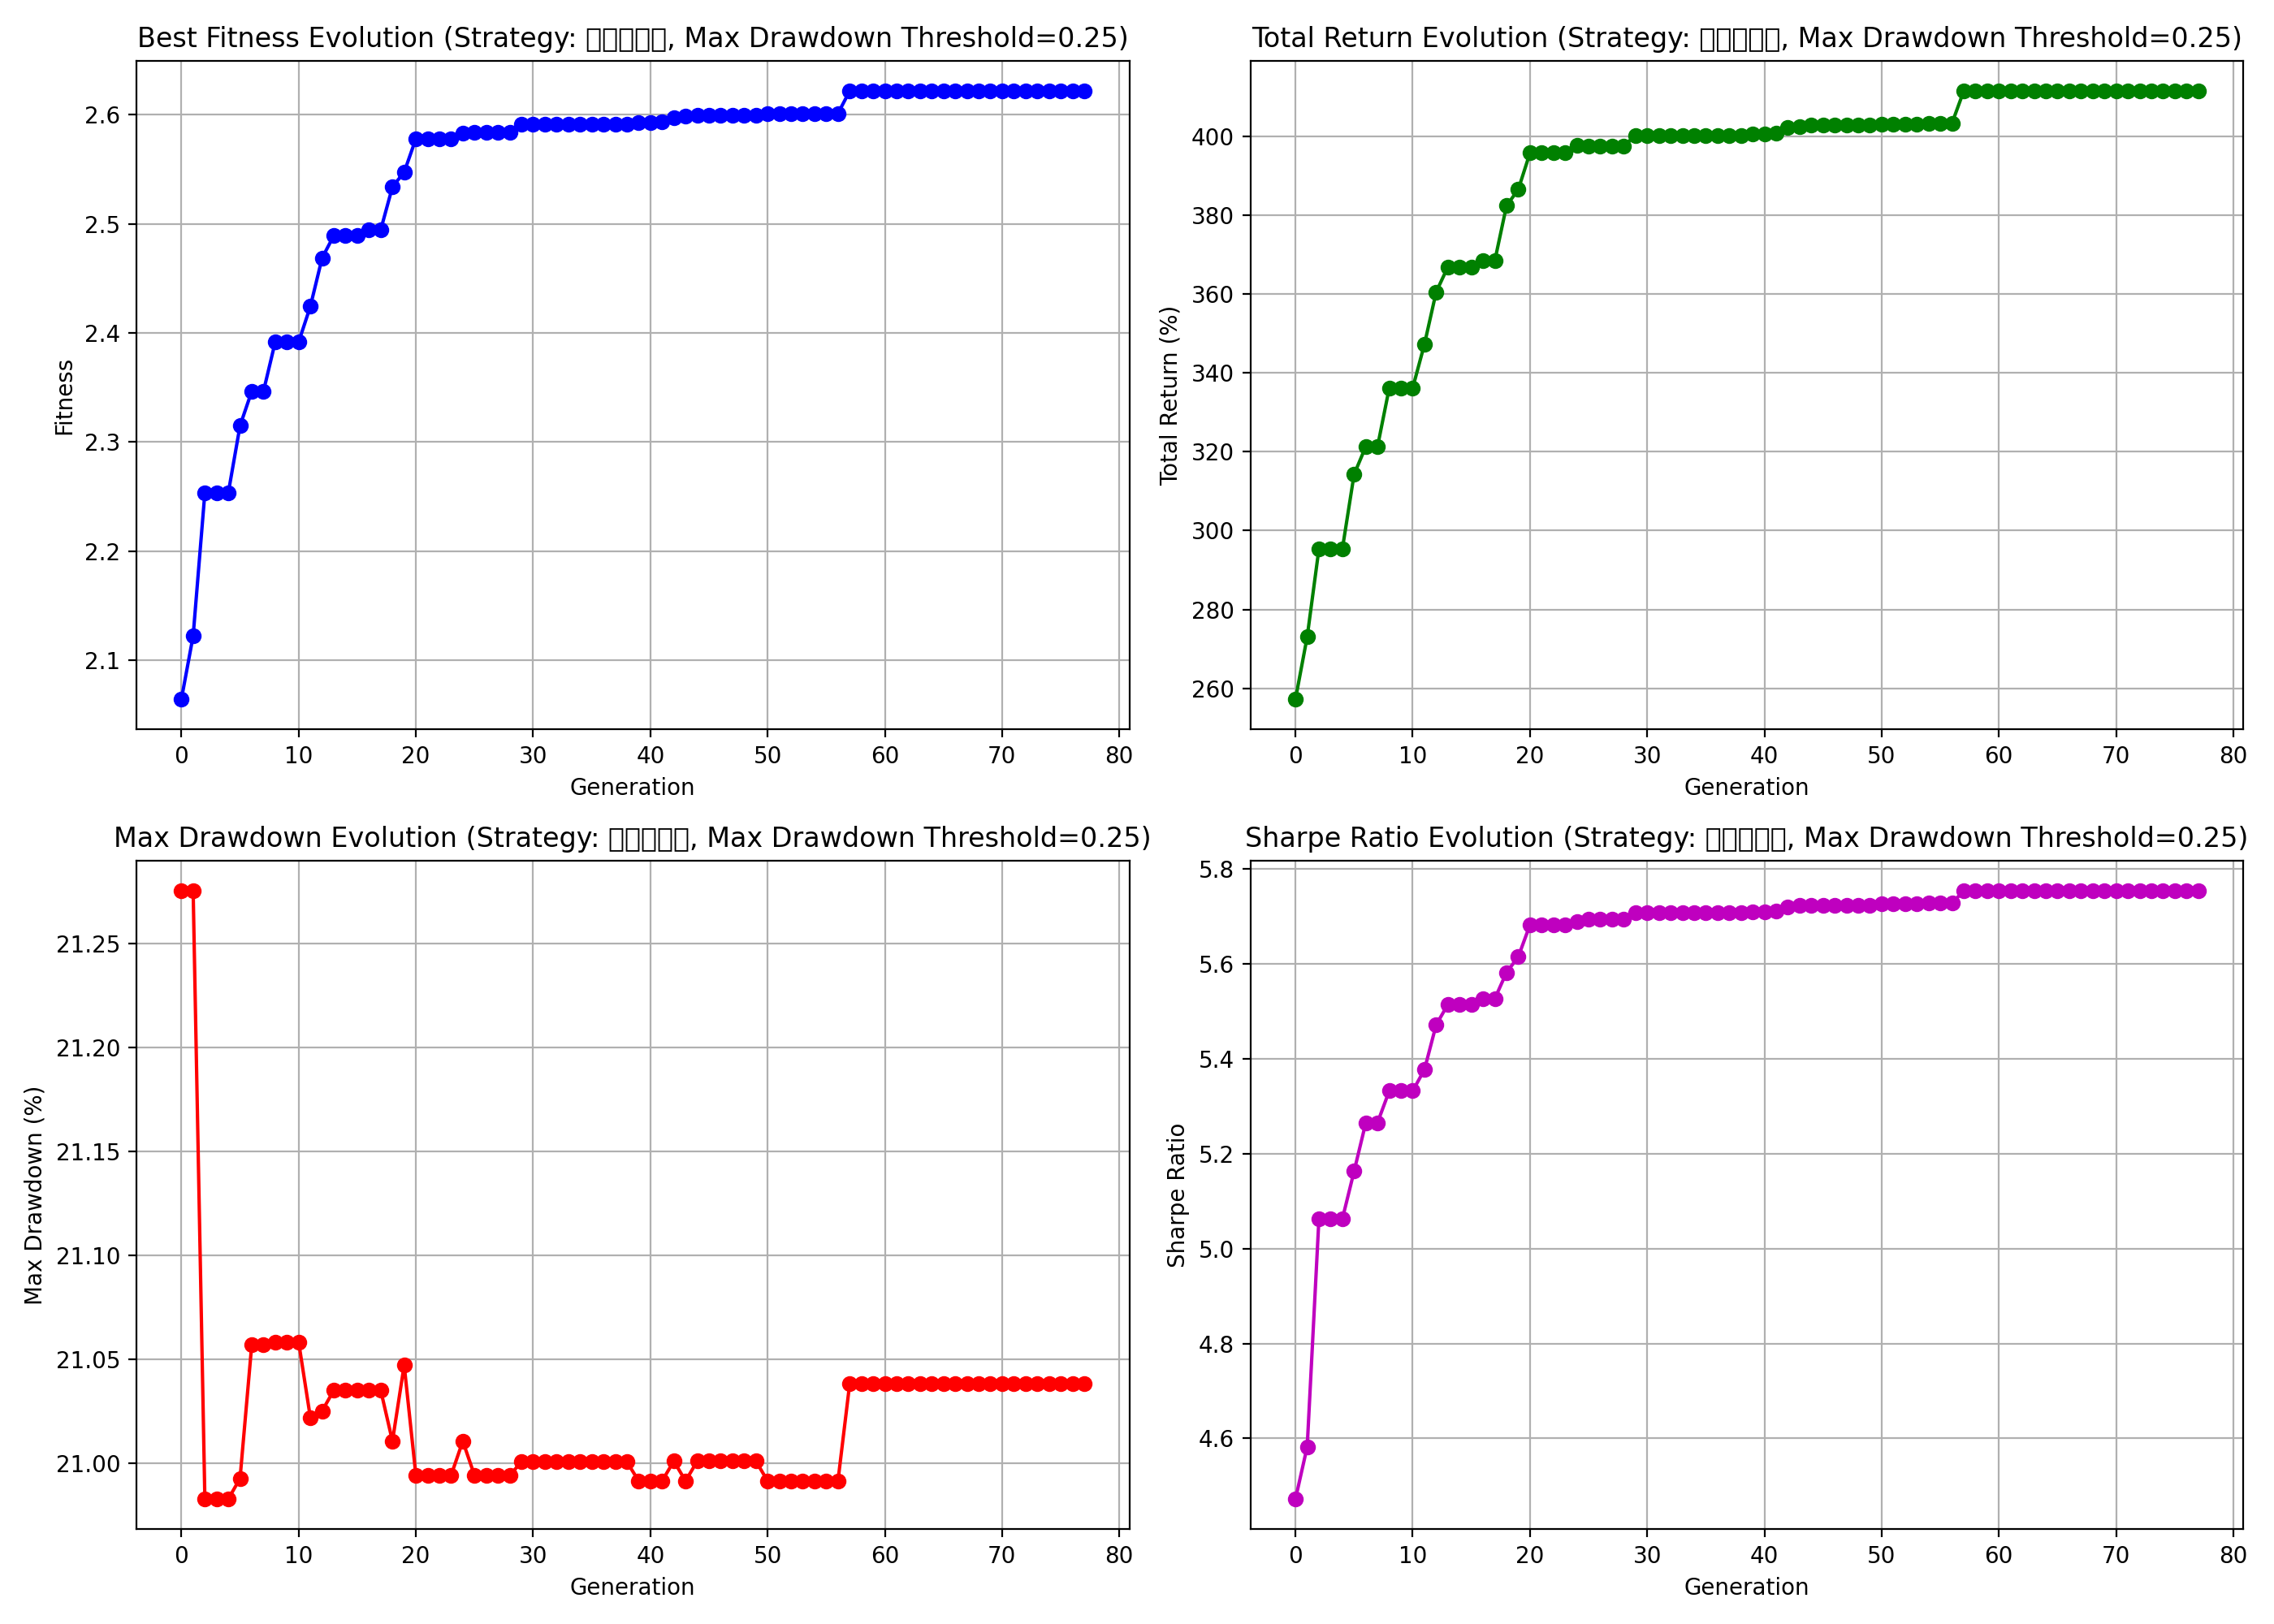 Best Fitness Evolution (Strategy: □□□□□, Max Drawdown Threshold=0.25)
Fitness
2.6
2.5
2.4
2.3
2.2
2.1
0 10 20 30 40 50 60 70 80
Generation
Total Return Evolution (Strategy: □□□□□, Max Drawdown Threshold=0.25)
Total Return (%)
400
380
360
340
320
300
280
260
0 10 20 30 40 50 60 70 80
Generation
Max Drawdown Evolution (Strategy: □□□□□, Max Drawdown Threshold=0.25)
Max Drawdown (%)
21.25
21.20
21.15
21.10
21.05
21.00
0 10 20 30 40 50 60 70 80
Generation
Sharpe Ratio Evolution (Strategy: □□□□□, Max Drawdown Threshold=0.25)
Sharpe Ratio
5.8
5.6
5.4
5.2
5.0
4.8
4.6
0 10 20 30 40 50 60 70 80
Generation